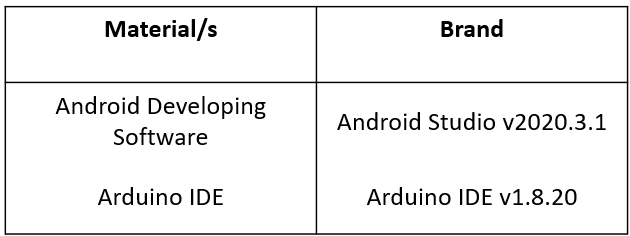 Material/s
Brand
Android Developing
Software
Android Studio v2020.3.1
Arduino IDE
Arduino IDE v1.8.20